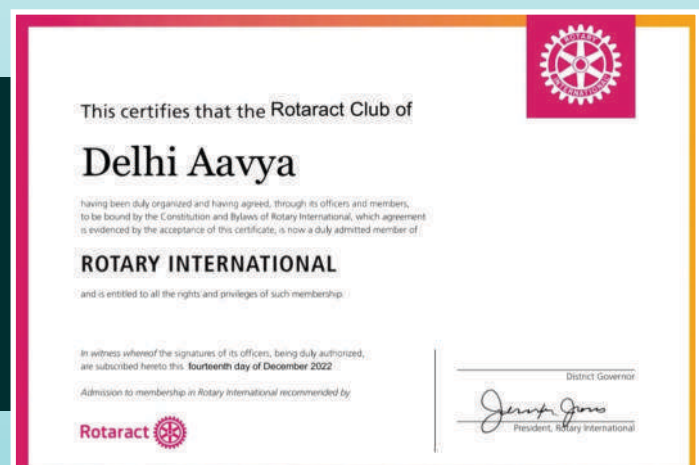 ROTARY
INTERNATIONAL
This certifies that the Rotaract Club of
Delhi Aavya
having been duly organized and having agreed, through its officers and members,
to be bound by the Constitution and Bylaws of Rotary International, which agreement
is evidenced by the acceptance of this certificate, is now a duly admitted member of
ROTARY INTERNATIONAL
and is entitled to all the rights and privileges of such membership
In witness whereof the signatures of its officers, being duly authorized,
are subscribed hereto this fourteenth day of December 2022
Admission to membership in Rotary International recommended by
Rotaract
District Governor
President, Rotary International